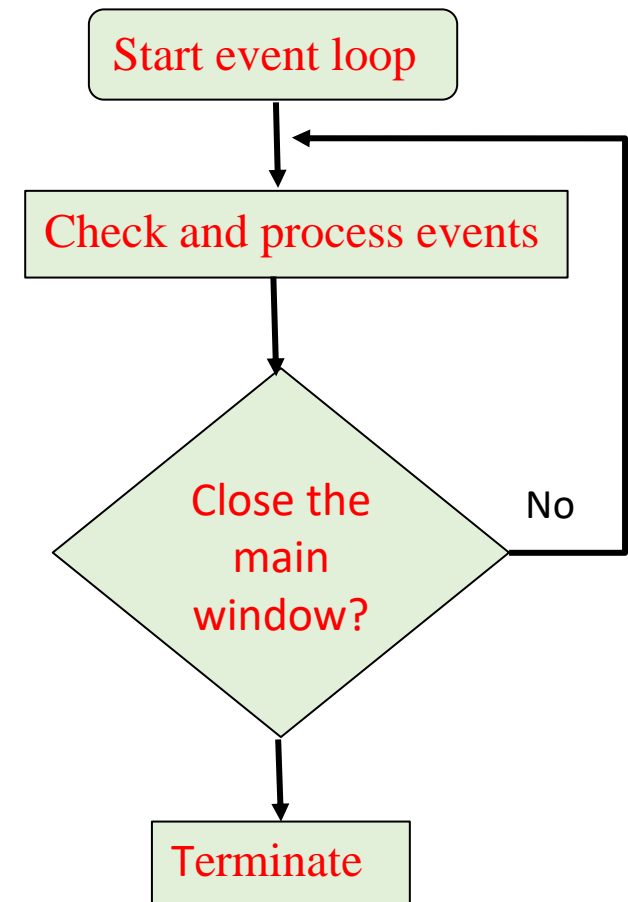 Start event loop
Check and process events
Close the
main
window?
No
Terminate